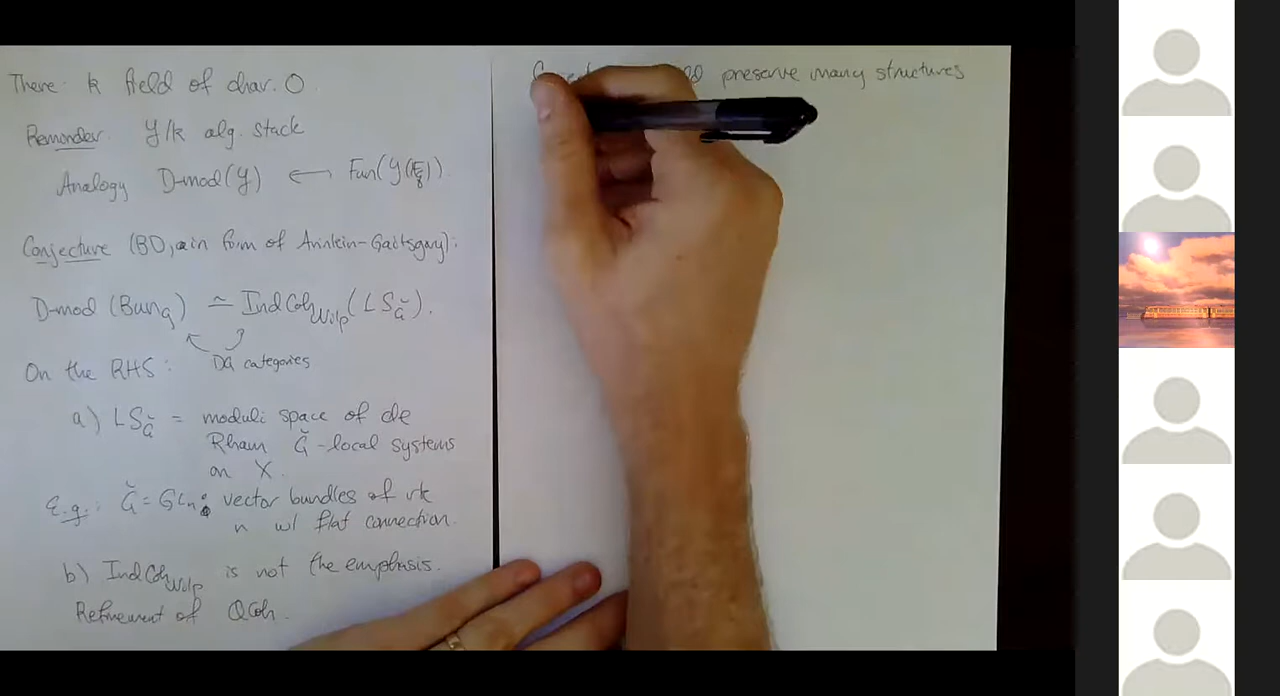 There: k field of char. 0.
Reminder: Y/k alg. stack
Analogy D-mod(Y) ⟵ Fun(Y(𝔽_q)).
Conjecture (BD, in form of Arinkin-Gaitsgory):
D-mod (Bun_G) ≃ IndCoh_Nilp (LS_Ǧ).
DG categories
On the RHS:
a) LS_Ǧ = moduli space of de
Rham Ǧ-local systems
on X.
E.g.: Ǧ = GL_n: vector bundles of rk
n w/ flat connection.
b) IndCoh_Nilp is not the emphasis.
Refinement of QCoh.
preserve many structures